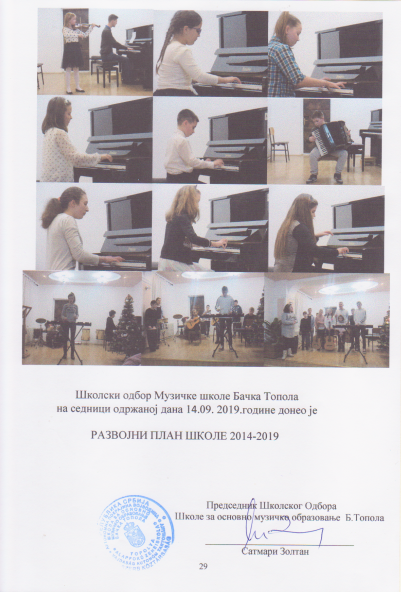 Школски одбор Музичке школе Бачка Топола
на седници одржаној дана 14.09. 2019.године донео је
РАЗВОЈНИ ПЛАН ШКОЛЕ 2014-2019
Председник Школског Одбора
Школе за основно музичко образовање Б.Топола
Сатмари Золтан
29